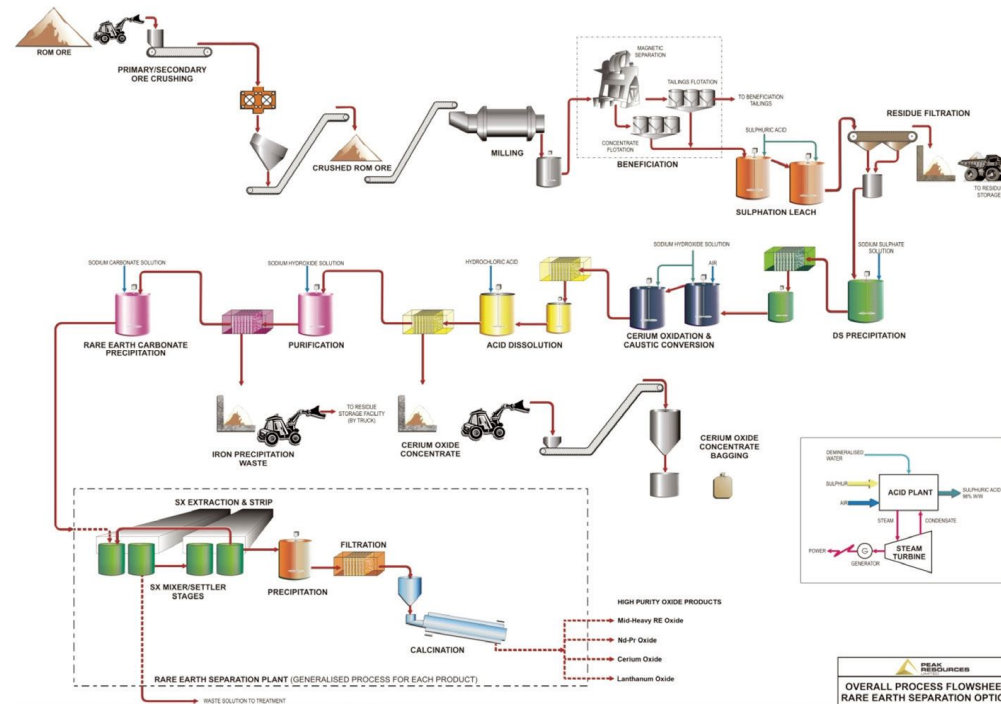 ROM ORE
PRIMARY/SECONDARY
ORE CRUSHING
CRUSHED ROM ORE
MILLING
MAGNETIC
SEPARATION
TAILINGS FLOTATION
TO BENEFICIATION
TAILINGS
CONCENTRATE
FLOTATION
BENEFICIATION
SULPHURIC ACID
SULPHATION LEACH
RESIDUE FILTRATION
TO RESIDUE
STORAGE
SODIUM CARBONATE SOLUTION
RARE EARTH CARBONATE
PRECIPITATION
SODIUM HYDROXIDE SOLUTION
PURIFICATION
HYDROCHLORIC ACID
ACID DISSOLUTION
SODIUM HYDROXIDE SOLUTION
AIR
CERIUM OXIDATION &
CAUSTIC CONVERSION
SODIUM SULPHATE
SOLUTION
DS PRECIPITATION
TO RESIDUE
STORAGE FACILITY
(BY TRUCK)
IRON PRECIPITATION
WASTE
CERIUM OXIDE
CONCENTRATE
CERIUM OXIDE
CONCENTRATE
BAGGING
DEMINERALISED
WATER
SULPHUR
AIR
ACID PLANT
SULPHURIC ACID
98% W/W
STEAM
CONDENSATE
POWER
G
GENERATOR
STEAM
TURBINE
SX EXTRACTION & STRIP
SX MIXER/SETTLER
STAGES
PRECIPITATION
FILTRATION
CALCINATION
HIGH PURITY OXIDE PRODUCTS
Mid-Heavy RE Oxide
Nd-Pr Oxide
Cerium Oxide
Lanthanum Oxide
RARE EARTH SEPARATION PLANT (GENERALISED PROCESS FOR EACH PRODUCT)
WASTE SOLUTION TO TREATMENT
PEAK
RESOURCES
OVERALL PROCESS FLOWSHEE
RARE EARTH SEPARATION OPTIO